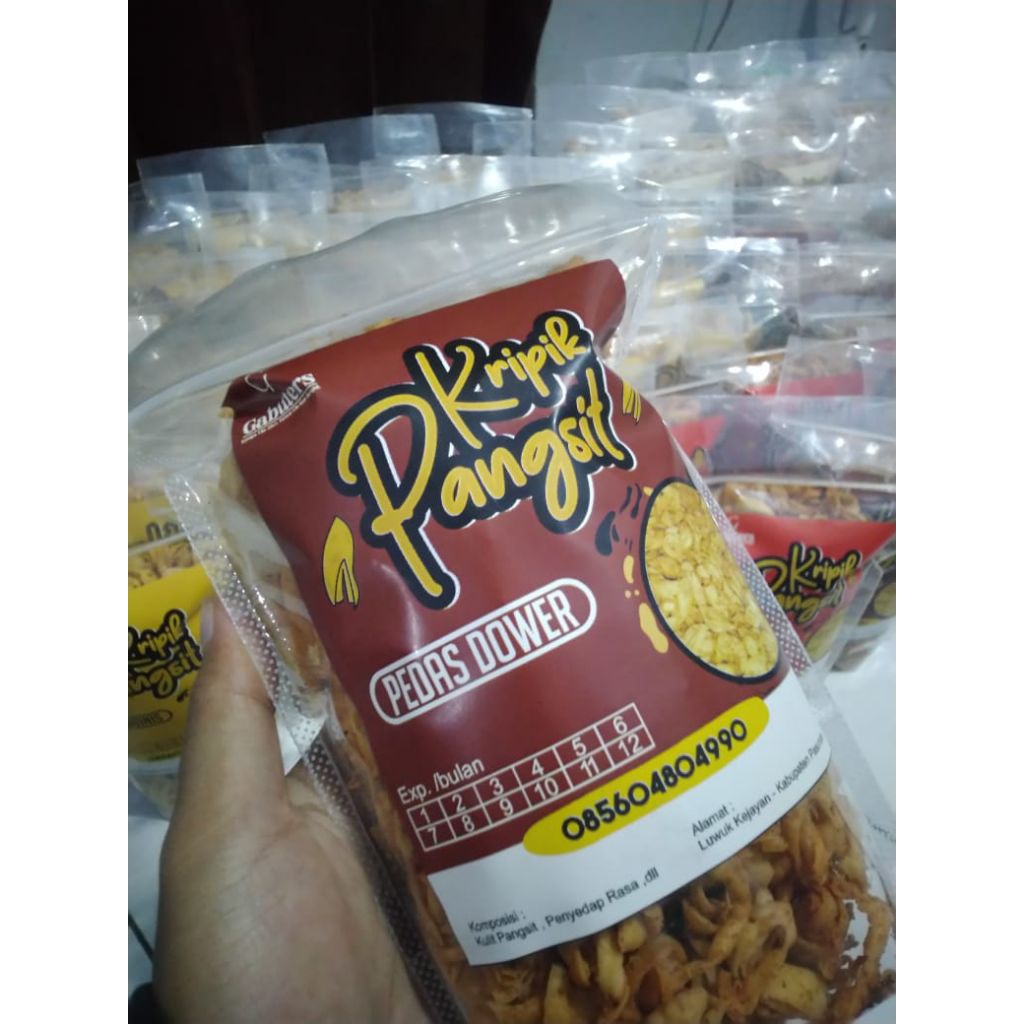 Gabuters
Kripik
Pangsit
PEDAS DOWER
Exp. /bulan
1 2 3 4 5 6
7 8 9 10 11 12
085604804990
Komposisi :
Kulit Pangsit , Penyedap Rasa ,dll
Alamat :
Luwuk Kejayan - Kabupaten
Kripik
Pangsit